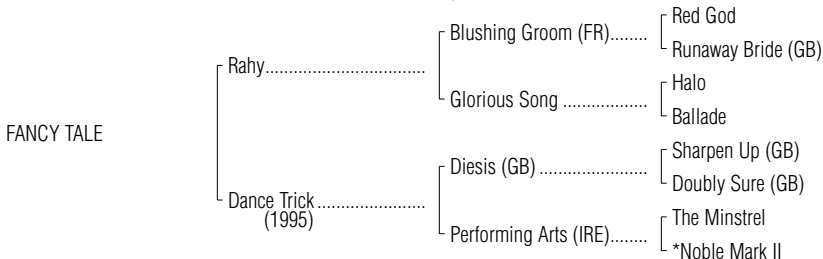 Red God
Blushing Groom (FR)........
Runaway Bride (GB)
Rahy.................................
Halo
Glorious Song ...................
Ballade
FANCY TALE
Sharpen Up (GB)
Diesis (GB) ........................
Doubly Sure (GB)
Dance Trick........................
(1995)
The Minstrel
Performing Arts (IRE)........
*Noble Mark II